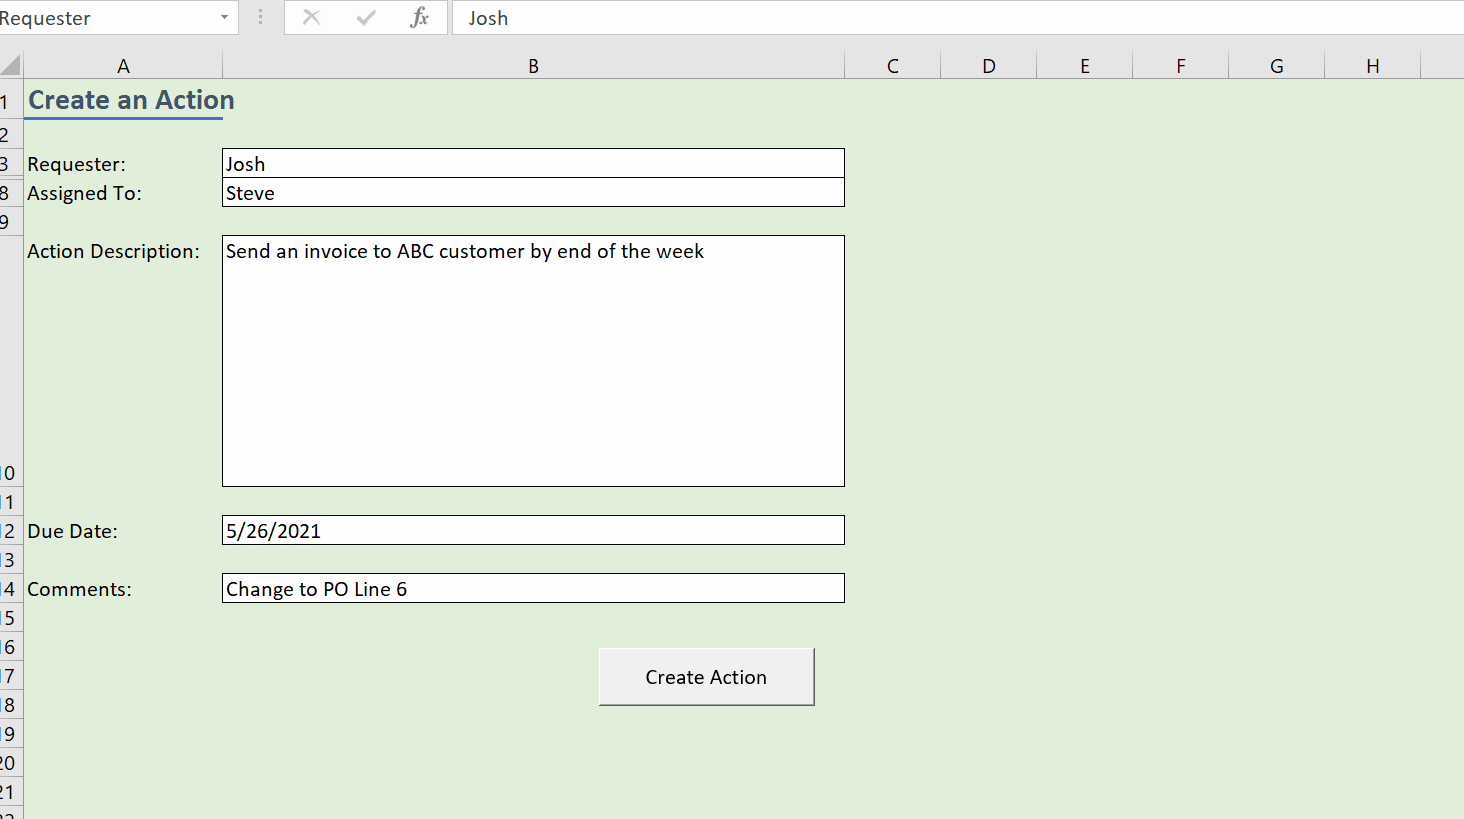 Requester fx Josh
A B C D E F G H
1 Create an Action
2
3 Requester: Josh
8 Assigned To: Steve
9
10 Action Description: Send an invoice to ABC customer by end of the week
11
12 Due Date: 5/26/2021
13
14 Comments: Change to PO Line 6
15
16
17 Create Action
18
19
20
21